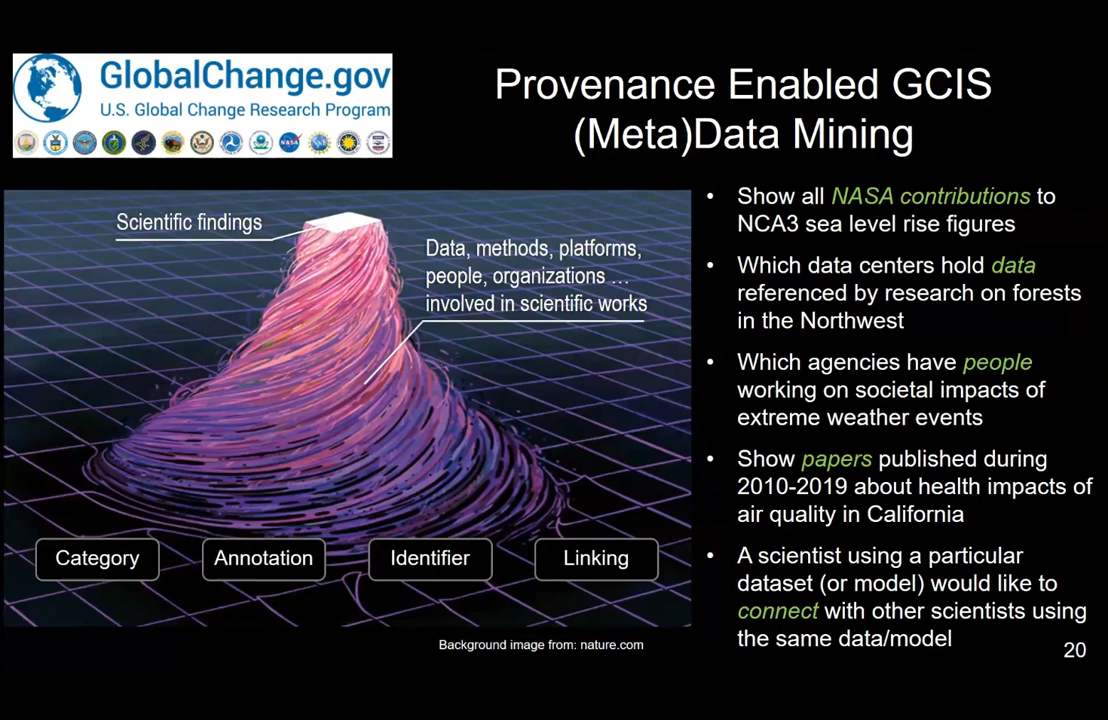 GlobalChange.gov
U.S. Global Change Research Program
Provenance Enabled GCIS
(Meta)Data Mining
Scientific findings
Data, methods, platforms,
people, organizations ...
involved in scientific works
Category
Annotation
Identifier
Linking
Background image from: nature.com
• Show all NASA contributions to
NCA3 sea level rise figures
• Which data centers hold data
referenced by research on forests
in the Northwest
• Which agencies have people
working on societal impacts of
extreme weather events
• Show papers published during
2010-2019 about health impacts of
air quality in California
• A scientist using a particular
dataset (or model) would like to
connect with other scientists using
the same data/model
20